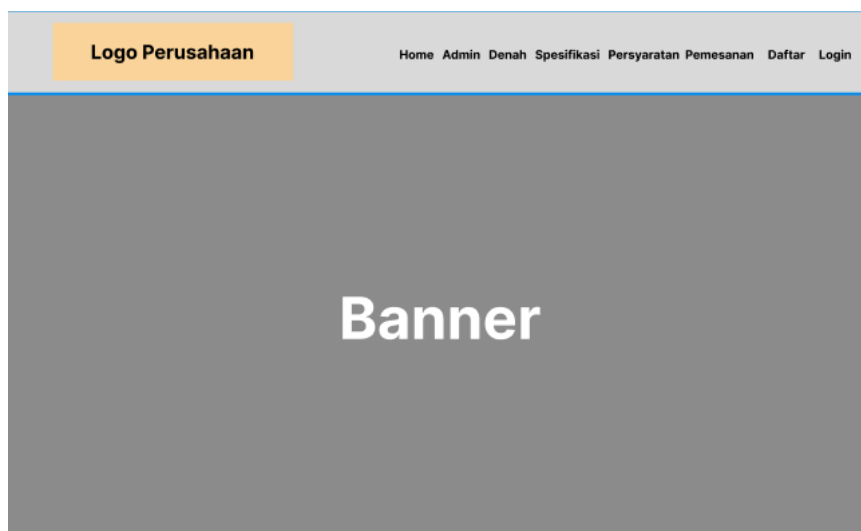 Logo Perusahaan
Home Admin Denah Spesifikasi Persyaratan Pemesanan Daftar Login
Banner